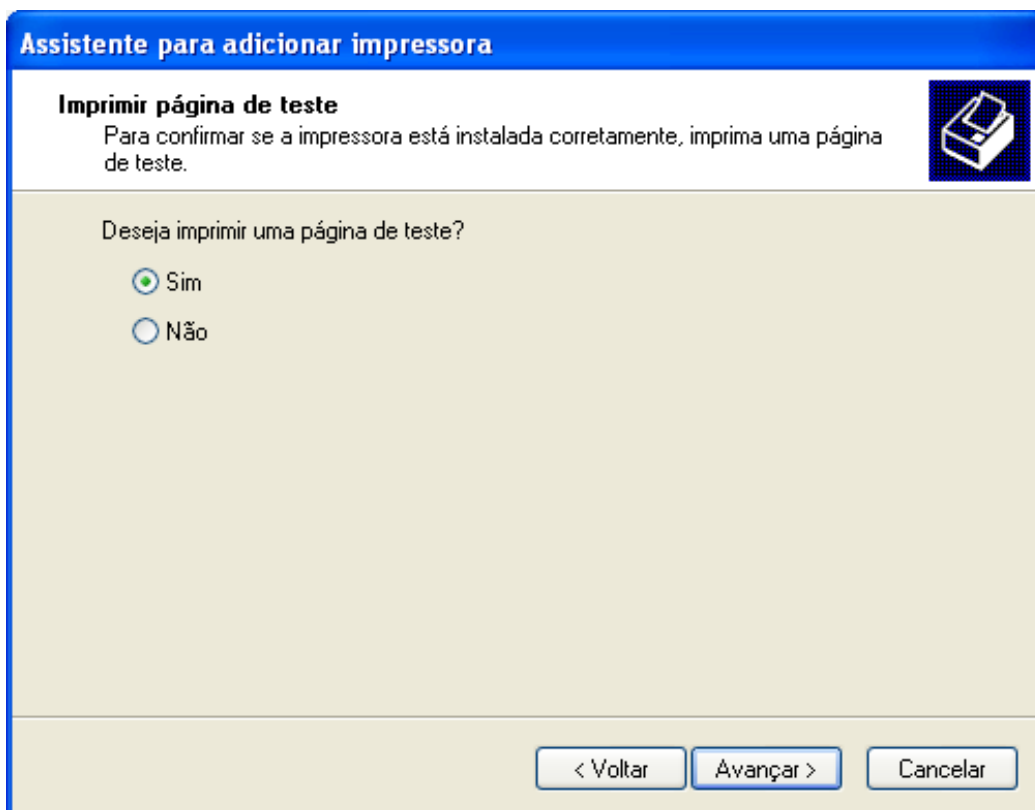 Assistente para adicionar impressora
Imprimir página de teste
Para confirmar se a impressora está instalada corretamente, imprima uma página
de teste.
Deseja imprimir uma página de teste?
Sim
Não
< Voltar
Avançar >
Cancelar